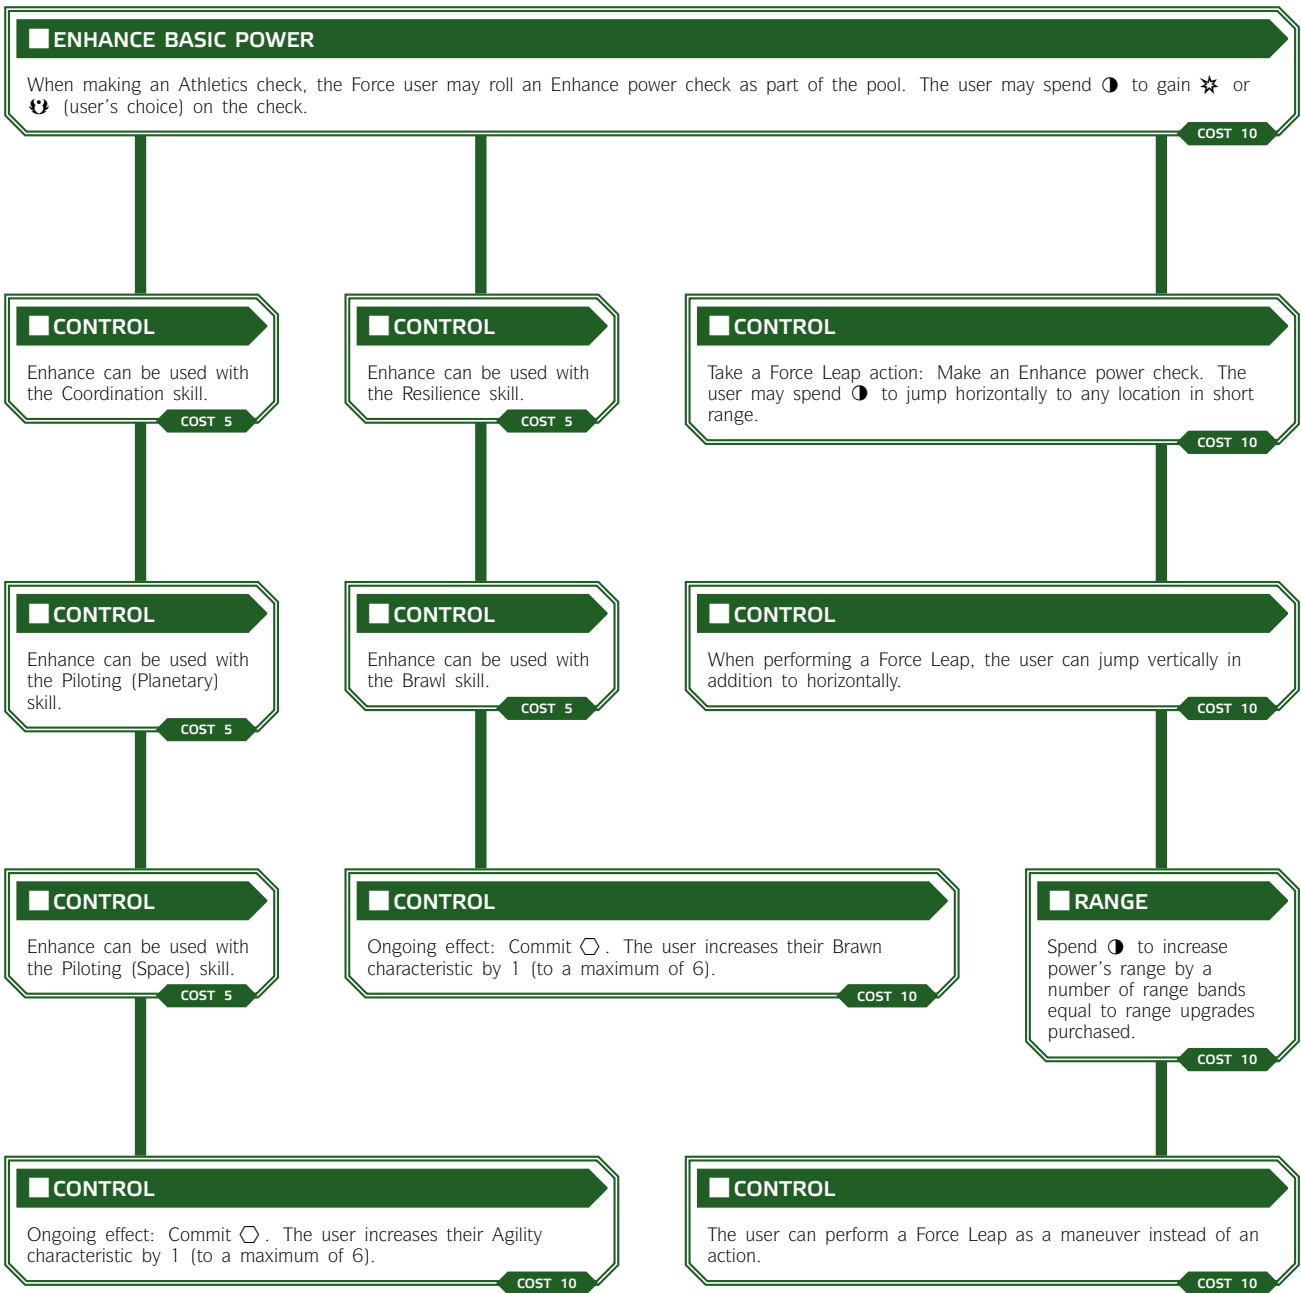 ENHANCE BASIC POWER
When making an Athletics check, the Force user may roll an Enhance power check as part of the pool. The user may spend ◑ to gain or
(user's choice) on the check.
COST 10
CONTROL
Enhance can be used with
the Coordination skill.
COST 5
CONTROL
Enhance can be used with
the Resilience skill.
COST 5
CONTROL
Take a Force Leap action: Make an Enhance power check. The
user may spend ◑ to jump horizontally to any location in short
range.
COST 10
CONTROL
Enhance can be used with
the Piloting (Planetary)
skill.
COST 5
CONTROL
Enhance can be used with
the Brawl skill.
COST 5
CONTROL
When performing a Force Leap, the user can jump vertically in
addition to horizontally.
COST 10
CONTROL
Enhance can be used with
the Piloting (Space) skill.
COST 5
CONTROL
Ongoing effect: Commit ⬡. The user increases their Brawn
characteristic by 1 (to a maximum of 6).
COST 10
RANGE
Spend ◑ to increase
power's range by a
number of range bands
equal to range upgrades
purchased.
COST 10
CONTROL
Ongoing effect: Commit ⬡. The user increases their Agility
characteristic by 1 (to a maximum of 6).
COST 10
CONTROL
The user can perform a Force Leap as a maneuver instead of an
action.
COST 10